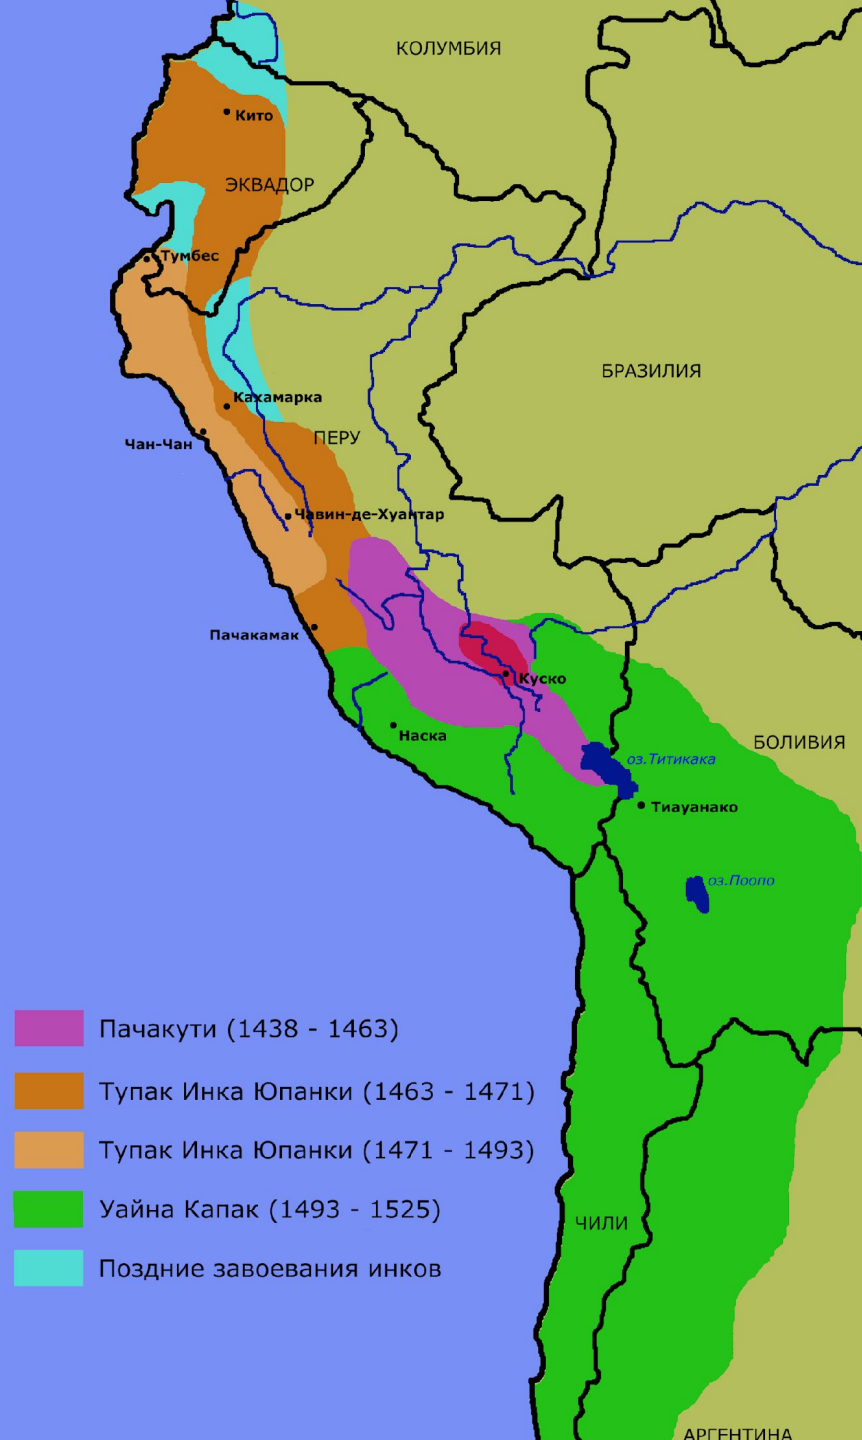 КОЛУМБИЯ
Кито
ЭКВАДОР
Тумбес
БРАЗИЛИЯ
Кахамарка
ПЕРУ
Чан-Чан
Чавин-де-Хуантар
Пачакамак
Куско
Наска
БОЛИВИЯ
оз.Титикака
Тиауанако
оз.Поопо
Пачакути (1438 - 1463)
Тупак Инка Юпанки (1463 - 1471)
Тупак Инка Юпанки (1471 - 1493)
Уайна Капак (1493 - 1525)
ЧИЛИ
Поздние завоевания инков
АРГЕНТИНА